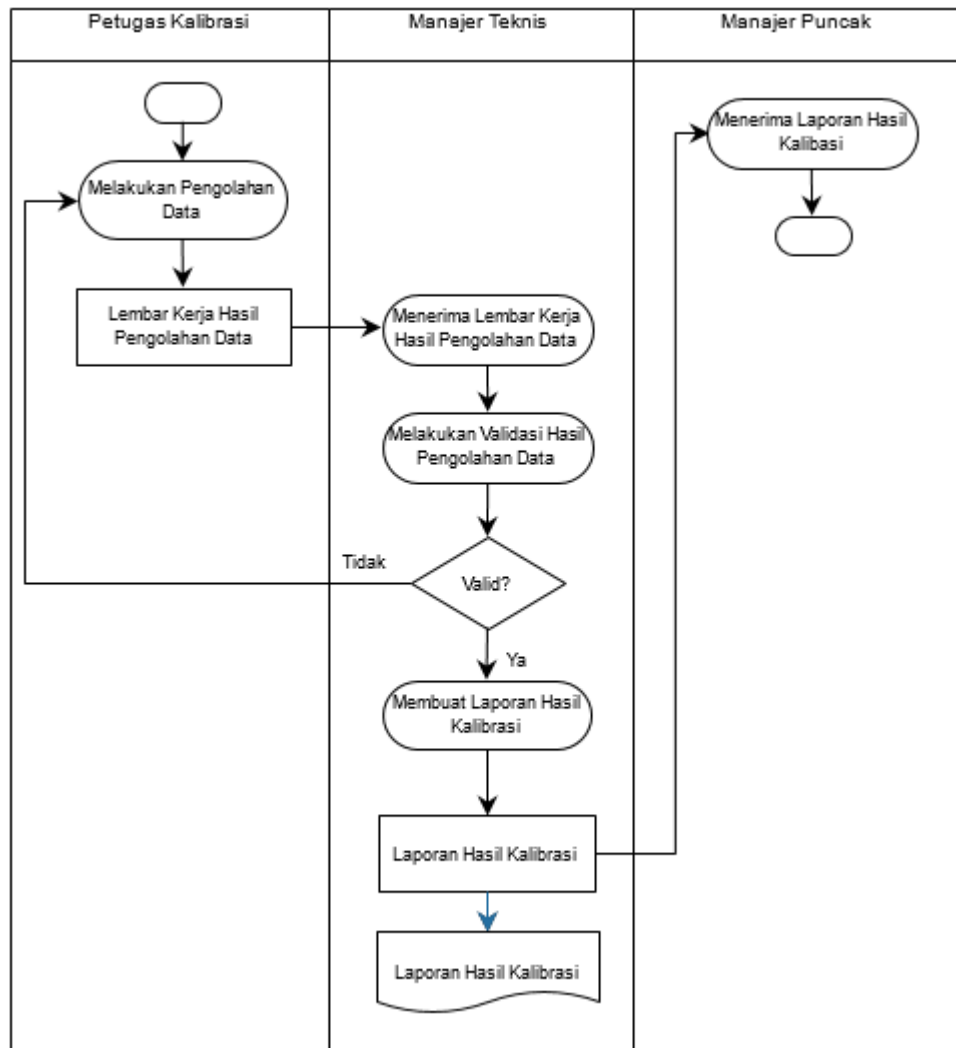 Petugas Kalibrasi
Manajer Teknis
Manajer Puncak
Melakukan Pengolahan
Data
Lembar Kerja Hasil
Pengolahan Data
Menerima Lembar Kerja
Hasil Pengolahan Data
Melakukan Validasi Hasil
Pengolahan Data
Valid?
Tidak
Ya
Membuat Laporan Hasil
Kalibrasi
Laporan Hasil Kalibrasi
Laporan Hasil Kalibrasi
Menerima Laporan Hasil
Kalibasi